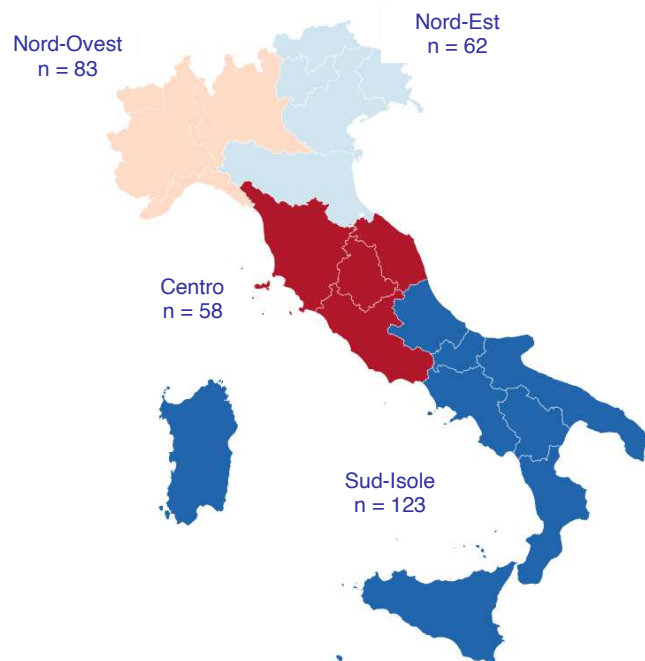 Nord-Ovest
n = 83
Nord-Est
n = 62
Centro
n = 58
Sud-Isole
n = 123